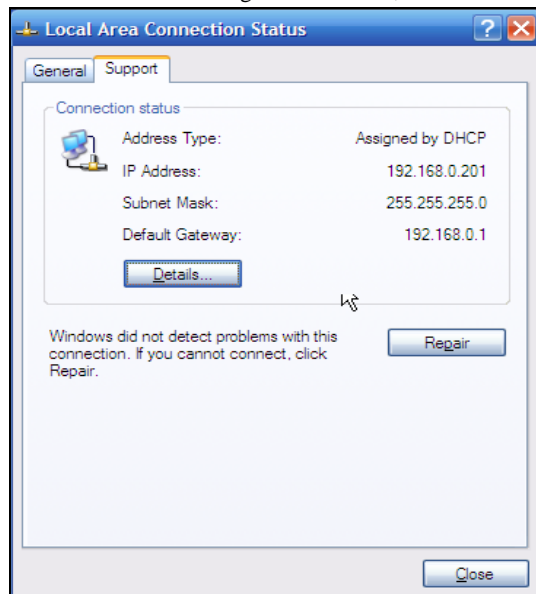 Local Area Connection Status
General Support
Connection status
Address Type: Assigned by DHCP
IP Address: 192.168.0.201
Subnet Mask: 255.255.255.0
Default Gateway: 192.168.0.1
Details...
Windows did not detect problems with this
connection. If you cannot connect, click
Repair.
Repair
Close